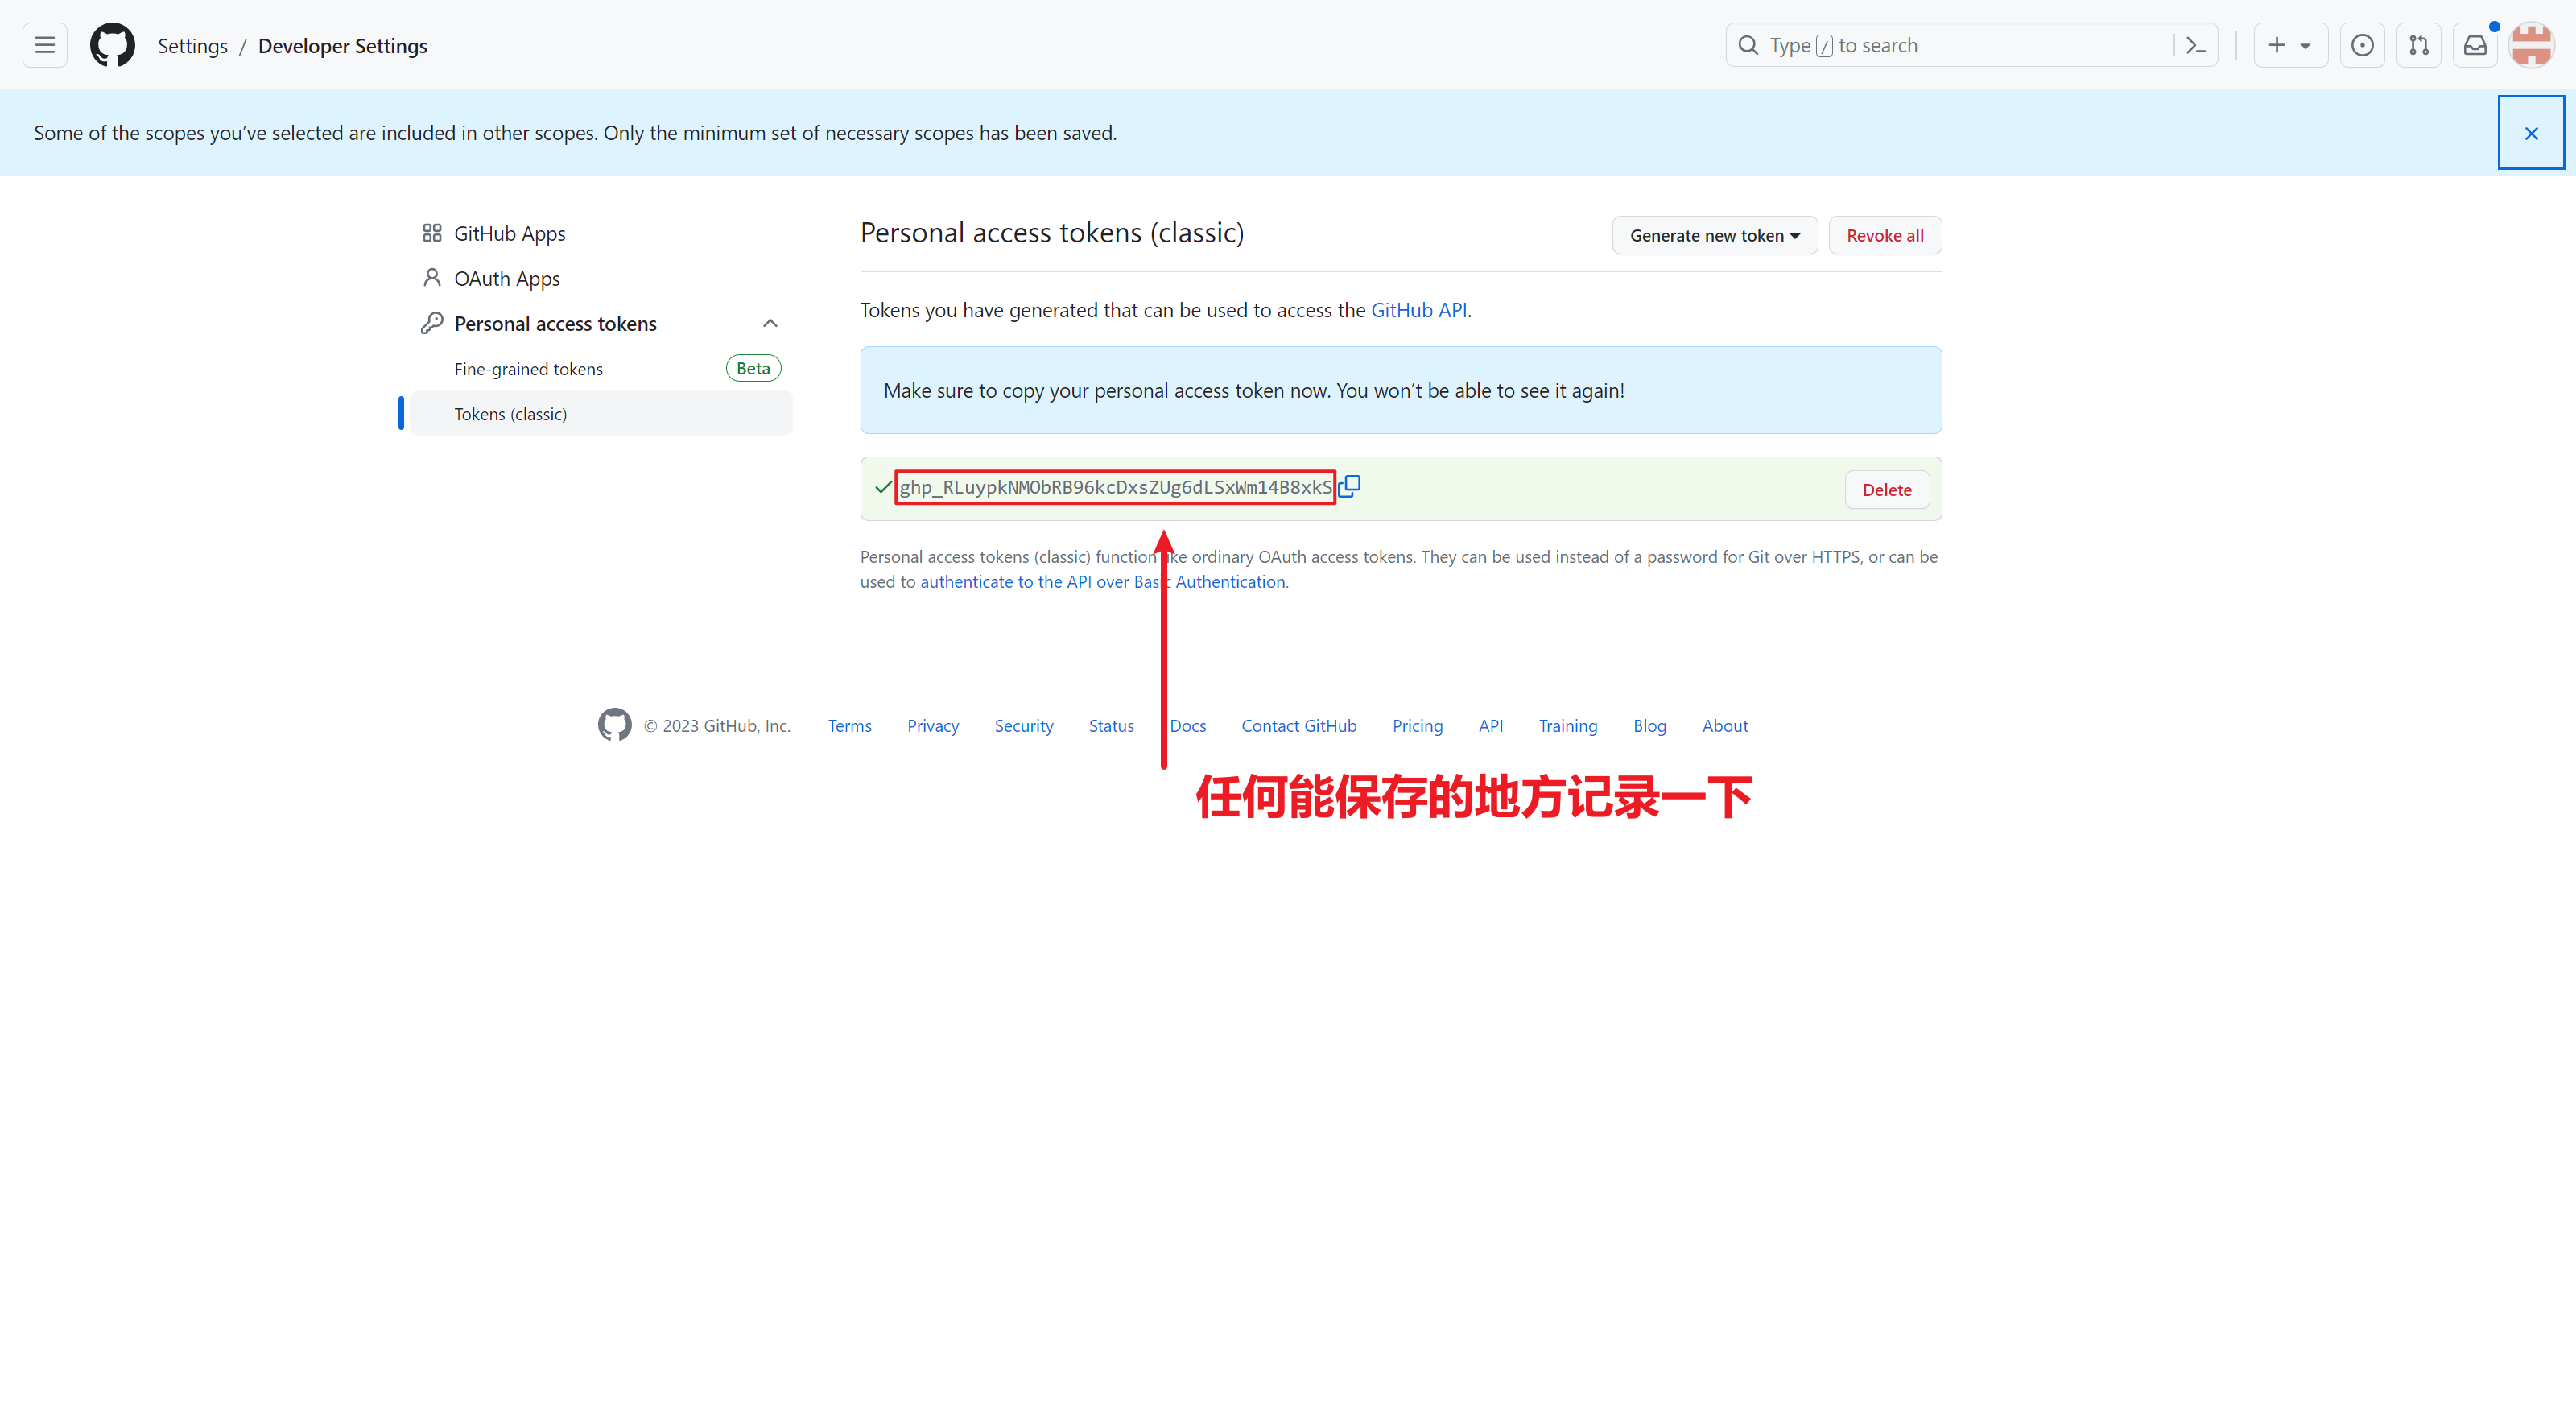 Settings / Developer Settings
Type / to search
Some of the scopes you've selected are included in other scopes. Only the minimum set of necessary scopes has been saved.
GitHub Apps
OAuth Apps
Personal access tokens
Fine-grained tokens Beta
Tokens (classic)
Personal access tokens (classic)
Generate new token
Revoke all
Tokens you have generated that can be used to access the GitHub API.
Make sure to copy your personal access token now. You won't be able to see it again!
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
Delete
Personal access tokens (classic) function like ordinary OAuth access tokens. They can be used instead of a password for Git over HTTPS, or can be
used to authenticate to the API over Basic Authentication.
© 2023 GitHub, Inc. Terms Privacy Security Status Docs Contact GitHub Pricing API Training Blog About
任何能保存的地方记录一下